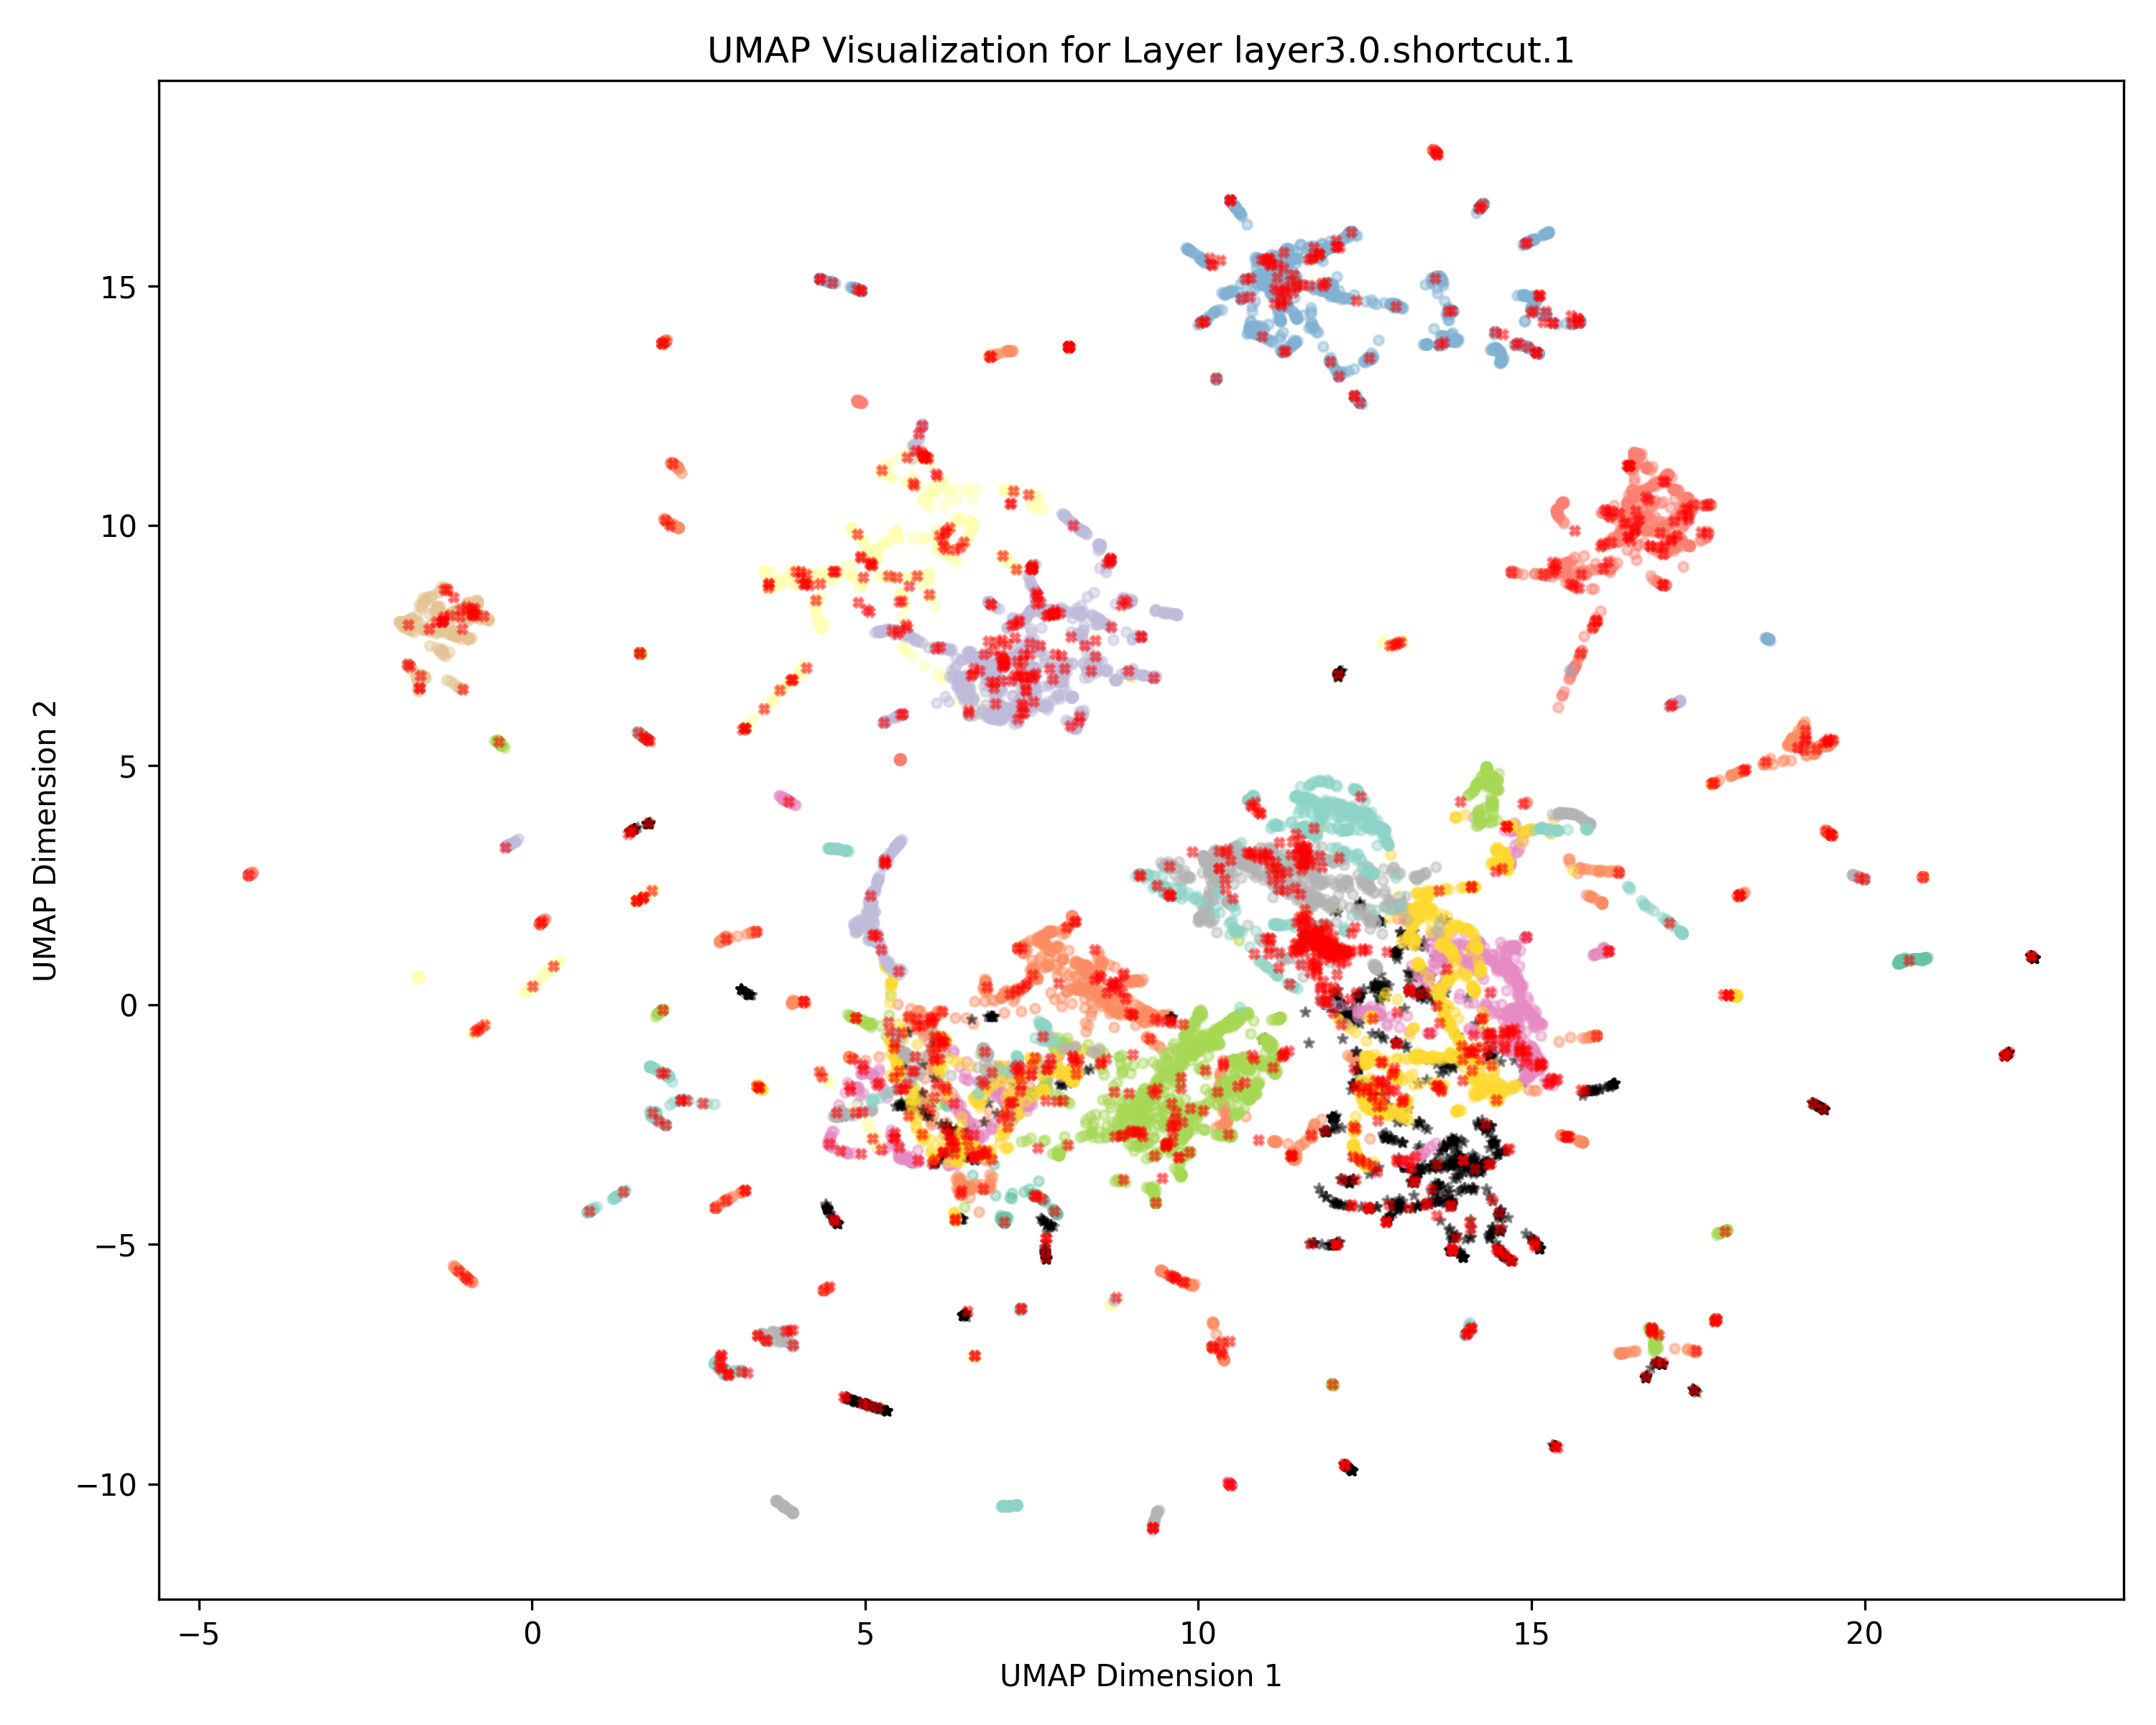 UMAP Visualization for Layer layer3.0.shortcut.1
UMAP Dimension 2
15
10
5
0
−5
−10
−5 0 5 10 15 20
UMAP Dimension 1